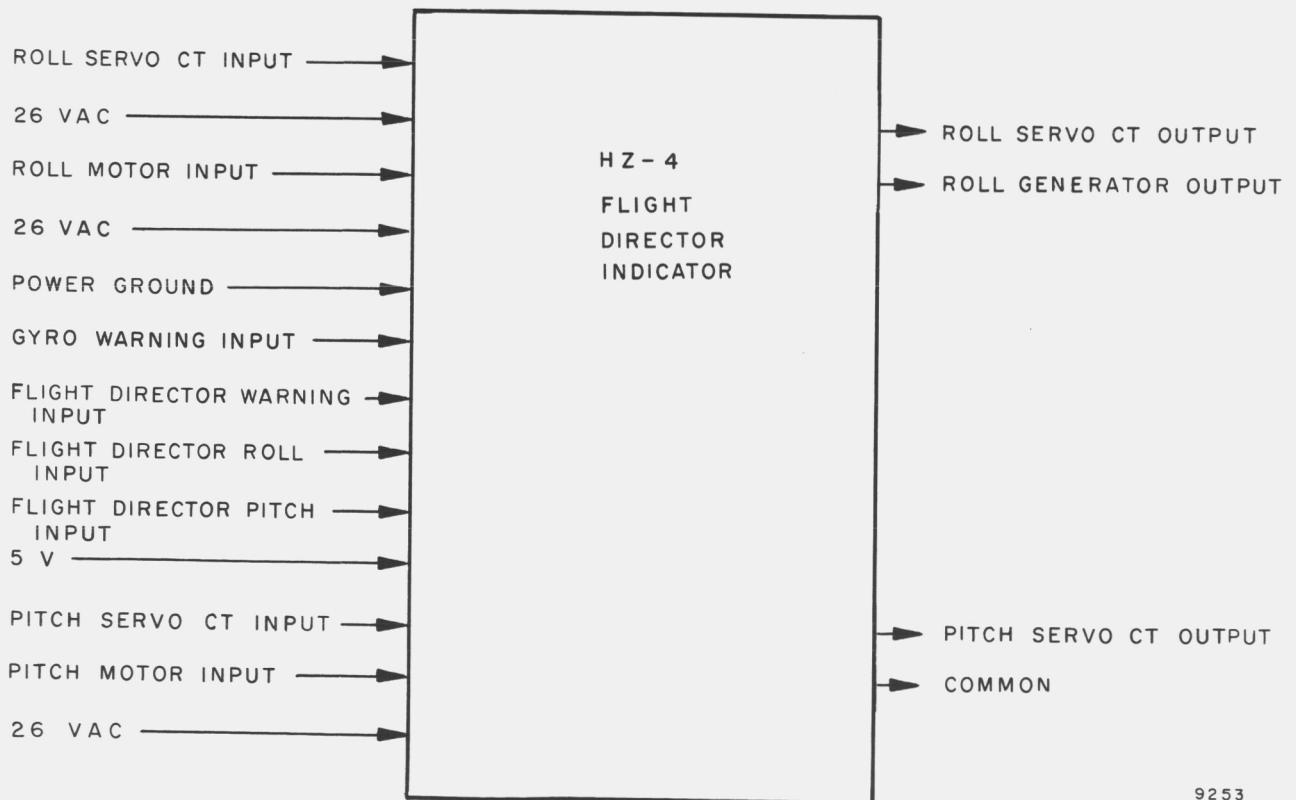 ROLL SERVO CT INPUT
26 VAC
ROLL MOTOR INPUT
26 VAC
POWER GROUND
GYRO WARNING INPUT
FLIGHT DIRECTOR WARNING
INPUT
FLIGHT DIRECTOR ROLL
INPUT
FLIGHT DIRECTOR PITCH
INPUT
5 V
PITCH SERVO CT INPUT
PITCH MOTOR INPUT
26 VAC
HZ-4
FLIGHT
DIRECTOR
INDICATOR
ROLL SERVO CT OUTPUT
ROLL GENERATOR OUTPUT
PITCH SERVO CT OUTPUT
COMMON
9253